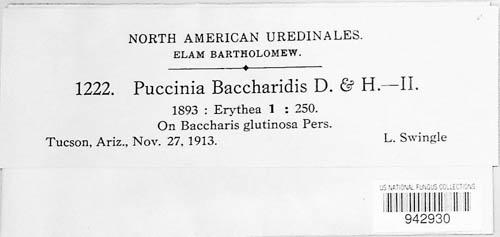 NORTH AMERICAN UREDINALES.
ELAM BARTHOLOMEW.
1222. Puccinia Baccharidis D. & H.—II.
1893 : Erythea 1 : 250.
On Baccharis glutinosa Pers.
Tucson, Ariz., Nov. 27, 1913. L. Swingle
US NATIONAL FUNGUS COLLECTIONS
942930